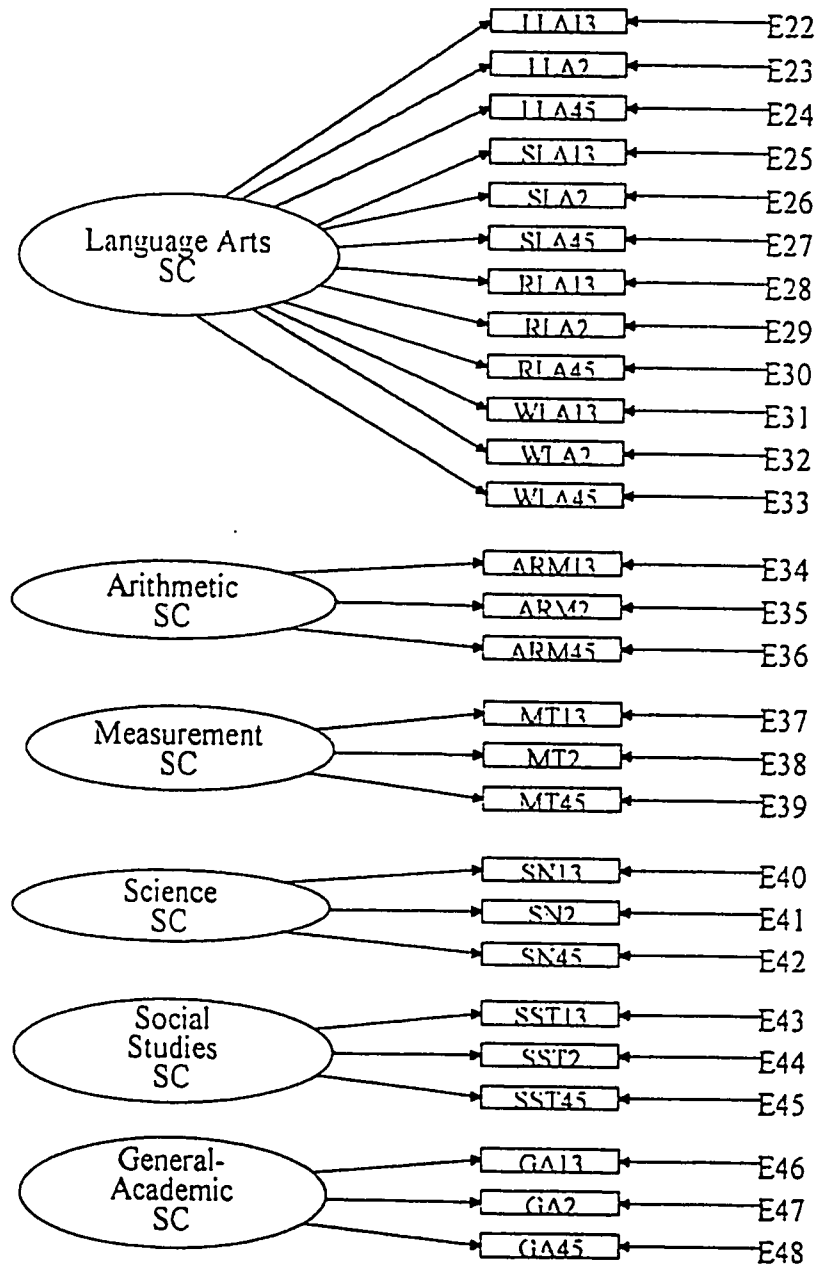 LLA13 E22
LLA2 E23
LLA45 E24
SLA13 E25
SLA2 E26
Language Arts
SC
SLA45 E27
RLA13 E28
RLA2 E29
RLA45 E30
WLA13 E31
WLA2 E32
WLA45 E33
Arithmetic
SC
ARM13 E34
ARM2 E35
ARM45 E36
Measurement
SC
MT13 E37
MT2 E38
MT45 E39
Science
SC
SN13 E40
SN2 E41
SN45 E42
Social
Studies
SC
SST13 E43
SST2 E44
SST45 E45
General-
Academic
SC
GA13 E46
GA2 E47
GA45 E48